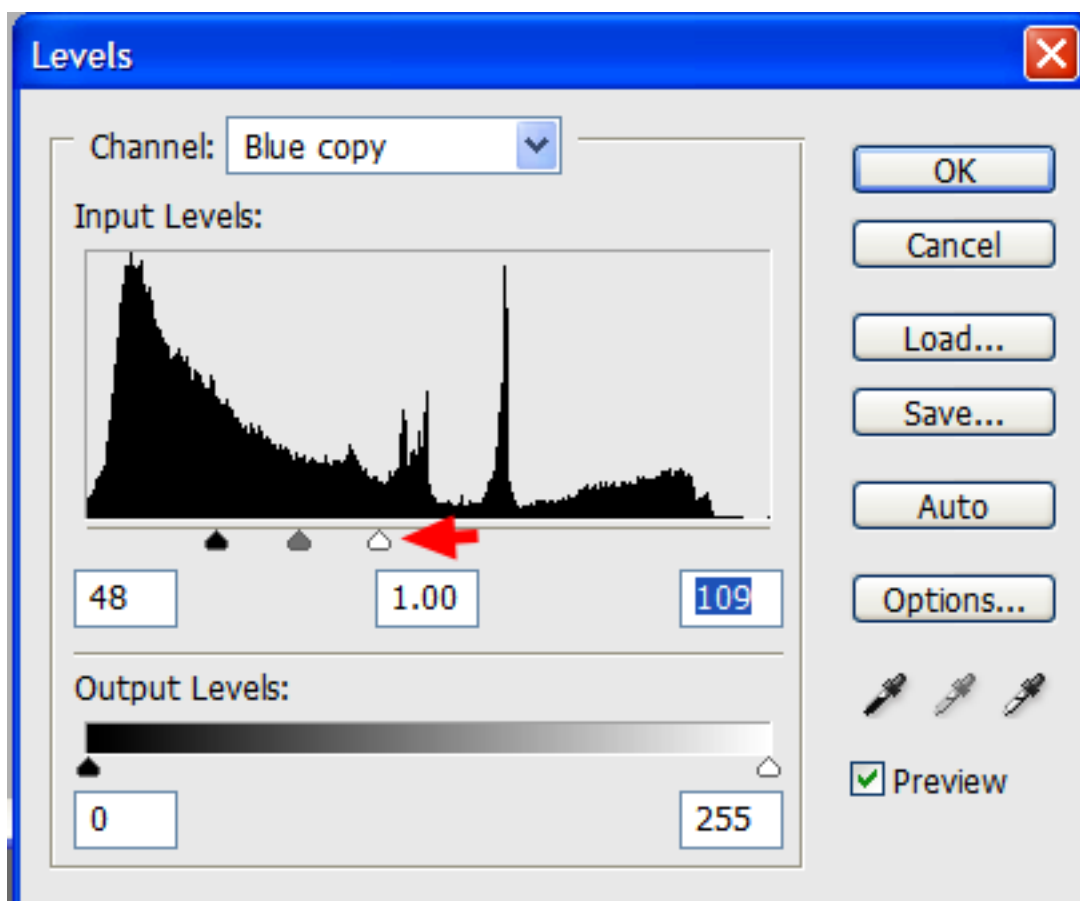 Levels
Channel: Blue copy
Input Levels:
48 1.00 109
Output Levels:
0 255
OK
Cancel
Load...
Save...
Auto
Options...
Preview